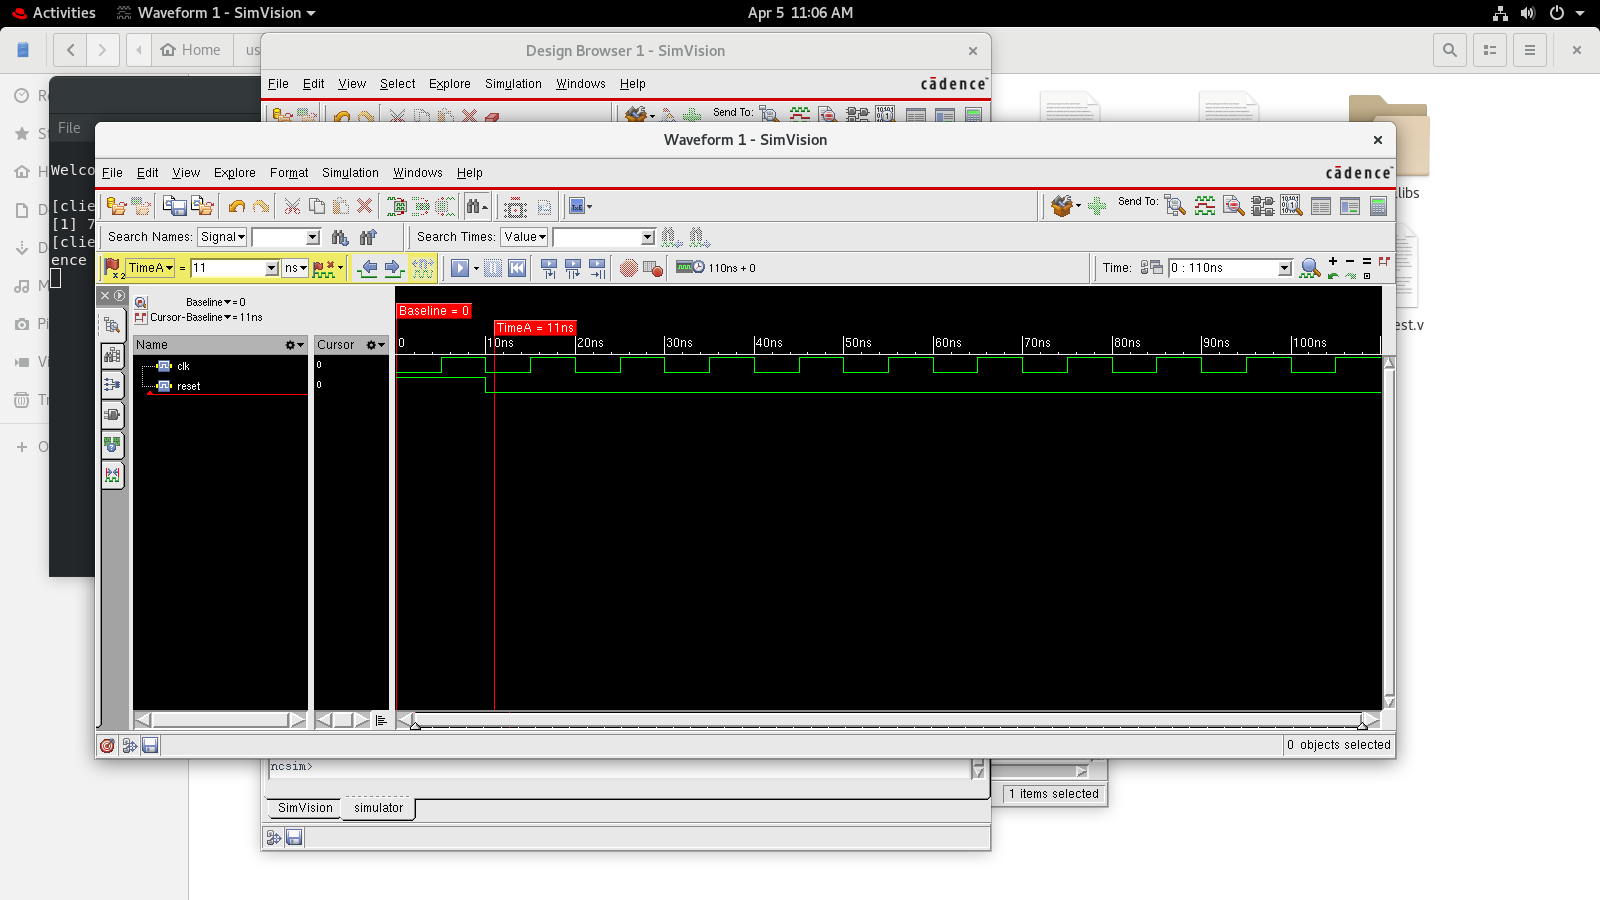 Activities
Waveform 1 - SimVision
Apr 5 11:06 AM
Home
us
Design Browser 1 - SimVision
File Edit View Select Explore Simulation Windows Help
cādence
Send To:
File
Waveform 1 - SimVision
File Edit View Explore Format Simulation Windows Help
cādence
Send To:
Search Names: Signal
Search Times: Value
TimeA = 11 ns
110ns + 0
Time: 0 : 110ns
Baseline = 0
Cursor-Baseline = 11ns
Name
Cursor
Baseline = 0
TimeA = 11ns
0 10ns 20ns 30ns 40ns 50ns 60ns 70ns 80ns 90ns 100ns
clk 0
reset 0
0 objects selected
Welco
[clie
[1] 7
[clie
ence
libs
est.v
ncsim>
SimVision
simulator
1 items selected